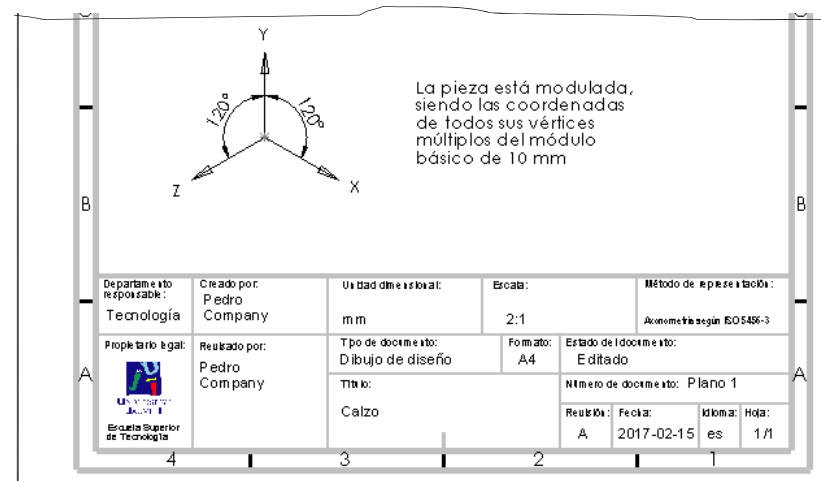 Y
120°
120°
Z
X
La pieza está modulada,
siendo las coordenadas
de todos sus vértices
múltiplos del módulo
básico de 10 mm
B
B
Departamento
responsable:
Tecnología
Creado por:
Pedro
Company
Unidad dimensional:
mm
Escala:
2:1
Método de representación:
Axonometría según ISO 5456-3
Propietario legal:
Escuela Superior
de Tecnología
Revisado por:
Pedro
Company
Tipo de documento:
Dibujo de diseño
Formato:
A4
Estado del documento:
Editado
Título:
Calzo
Número de documento: Plano 1
Revisión:
A
Fecha:
2017-02-15
Idioma:
es
Hoja:
1/1
A
A
4
3
2
1